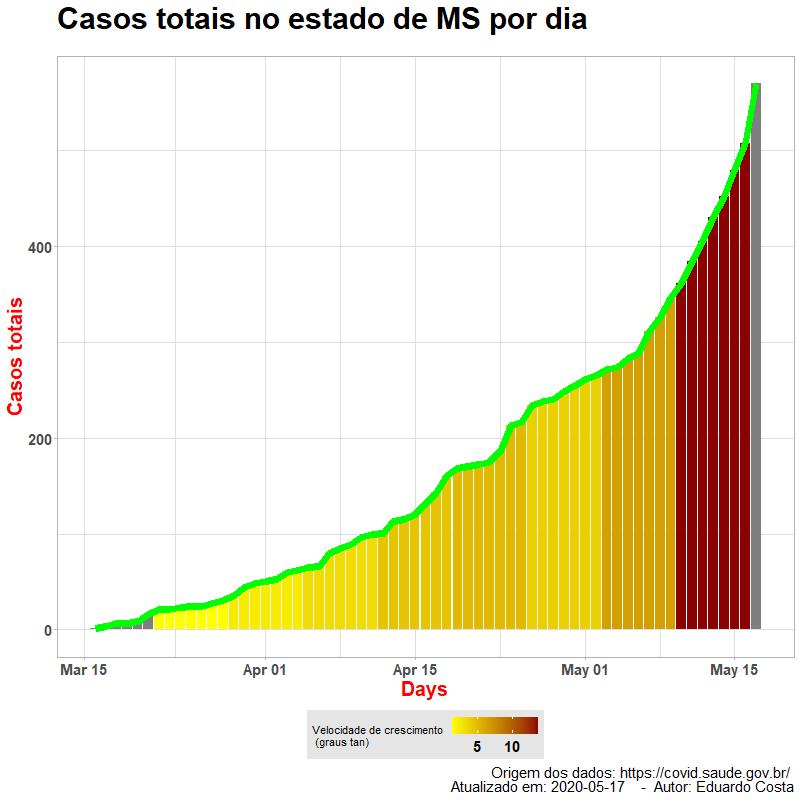 Casos totais no estado de MS por dia
Casos totais
400
200
0
Mar 15 Apr 01 Apr 15 May 01 May 15
Days
Velocidade de crescimento
(graus tan)
5 10
Origem dos dados: https://covid.saude.gov.br/
Atualizado em: 2020-05-17 - Autor: Eduardo Costa